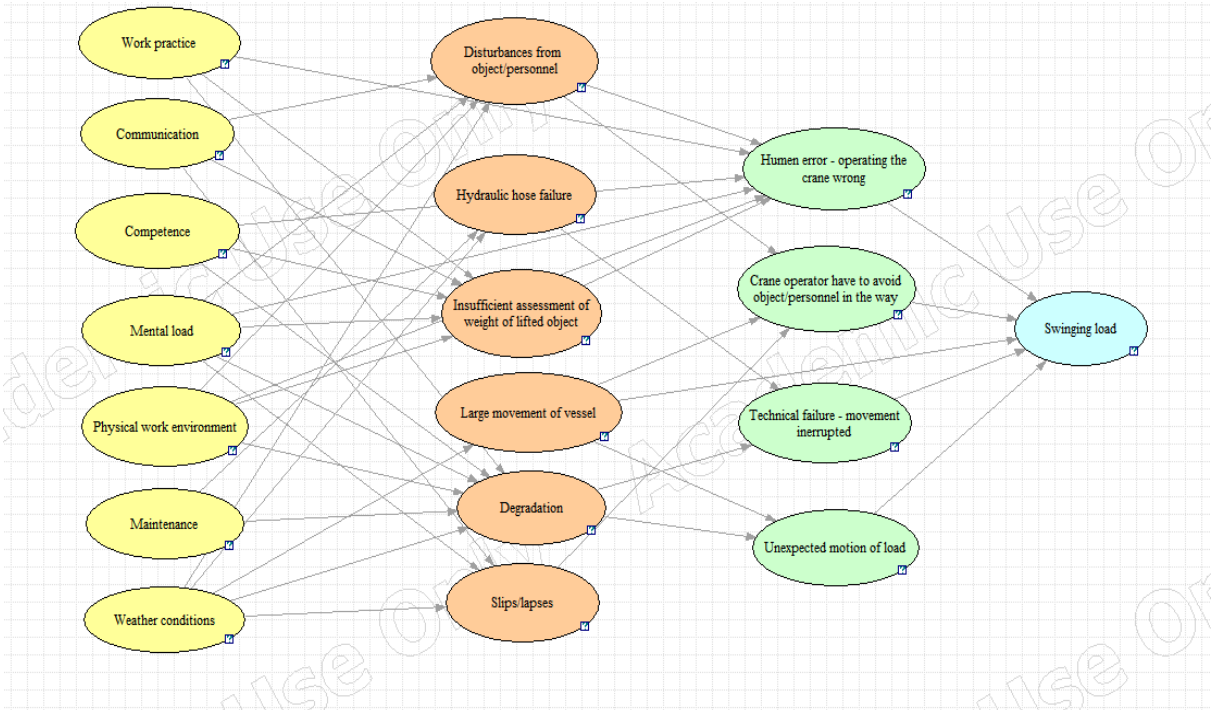 Work practice
Communication
Competence
Mental load
Physical work environment
Maintenance
Weather conditions
Disturbances from
object/personnel
Hydraulic hose failure
Insufficient assessment of
weight of lifted object
Large movement of vessel
Degradation
Slips/lapses
Humen error - operating the
crane wrong
Crane operator have to avoid
object/personnel in the way
Technical failure - movement
inerrupted
Unexpected motion of load
Swinging load